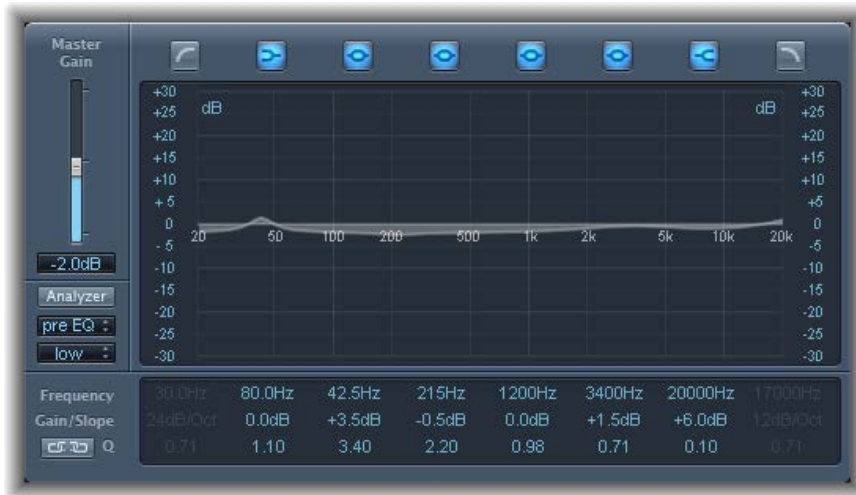 Master
Gain
+30 +30
+25 dB dB +25
+20 +20
+15 +15
+10 +10
+ 5 +5
0 0
20 50 100 200 500 1k 2k 5k 10k 20k
- 5 -5
-10 -10
-15 -15
-20 -20
-25 -25
-30 -30
-2.0dB
Analyzer
pre EQ
low
Frequency 30.0Hz 80.0Hz 42.5Hz 215Hz 1200Hz 3400Hz 20000Hz 17000Hz
Gain/Slope 24dB/Oct 0.0dB +3.5dB -0.5dB 0.0dB +1.5dB +6.0dB 12dB/Oct
Q 0.71 1.10 3.40 2.20 0.98 0.71 0.10 0.71